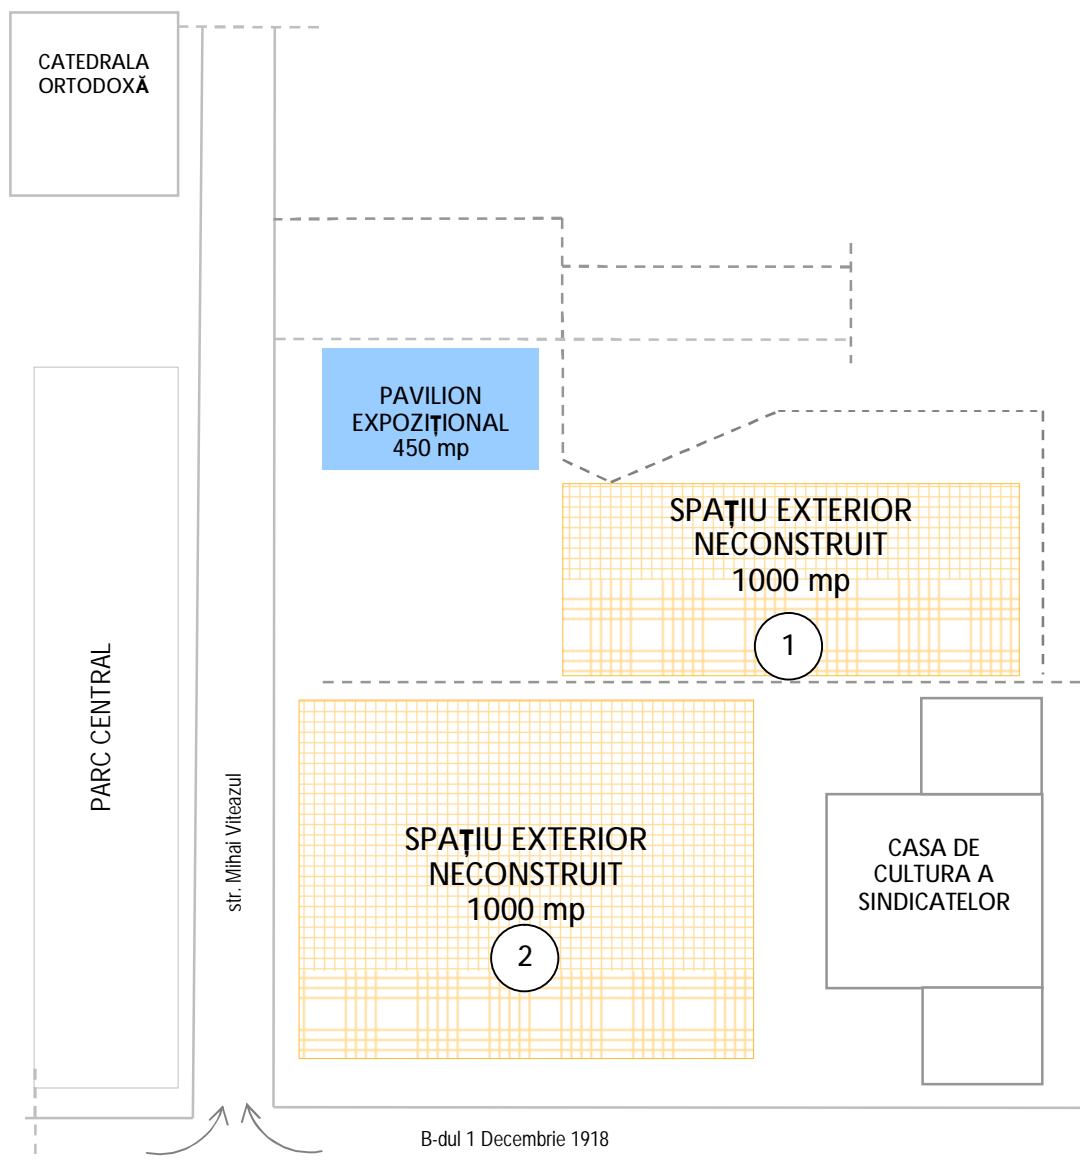 CATEDRALA
ORTODOXĂ
PAVILION
EXPOZIȚIONAL
450 mp
SPAȚIU EXTERIOR
NECONSTRUIT
1000 mp
1
PARC CENTRAL
str. Mihai Viteazul
SPAȚIU EXTERIOR
NECONSTRUIT
1000 mp
2
CASA DE
CULTURA A
SINDICATELOR
B-dul 1 Decembrie 1918